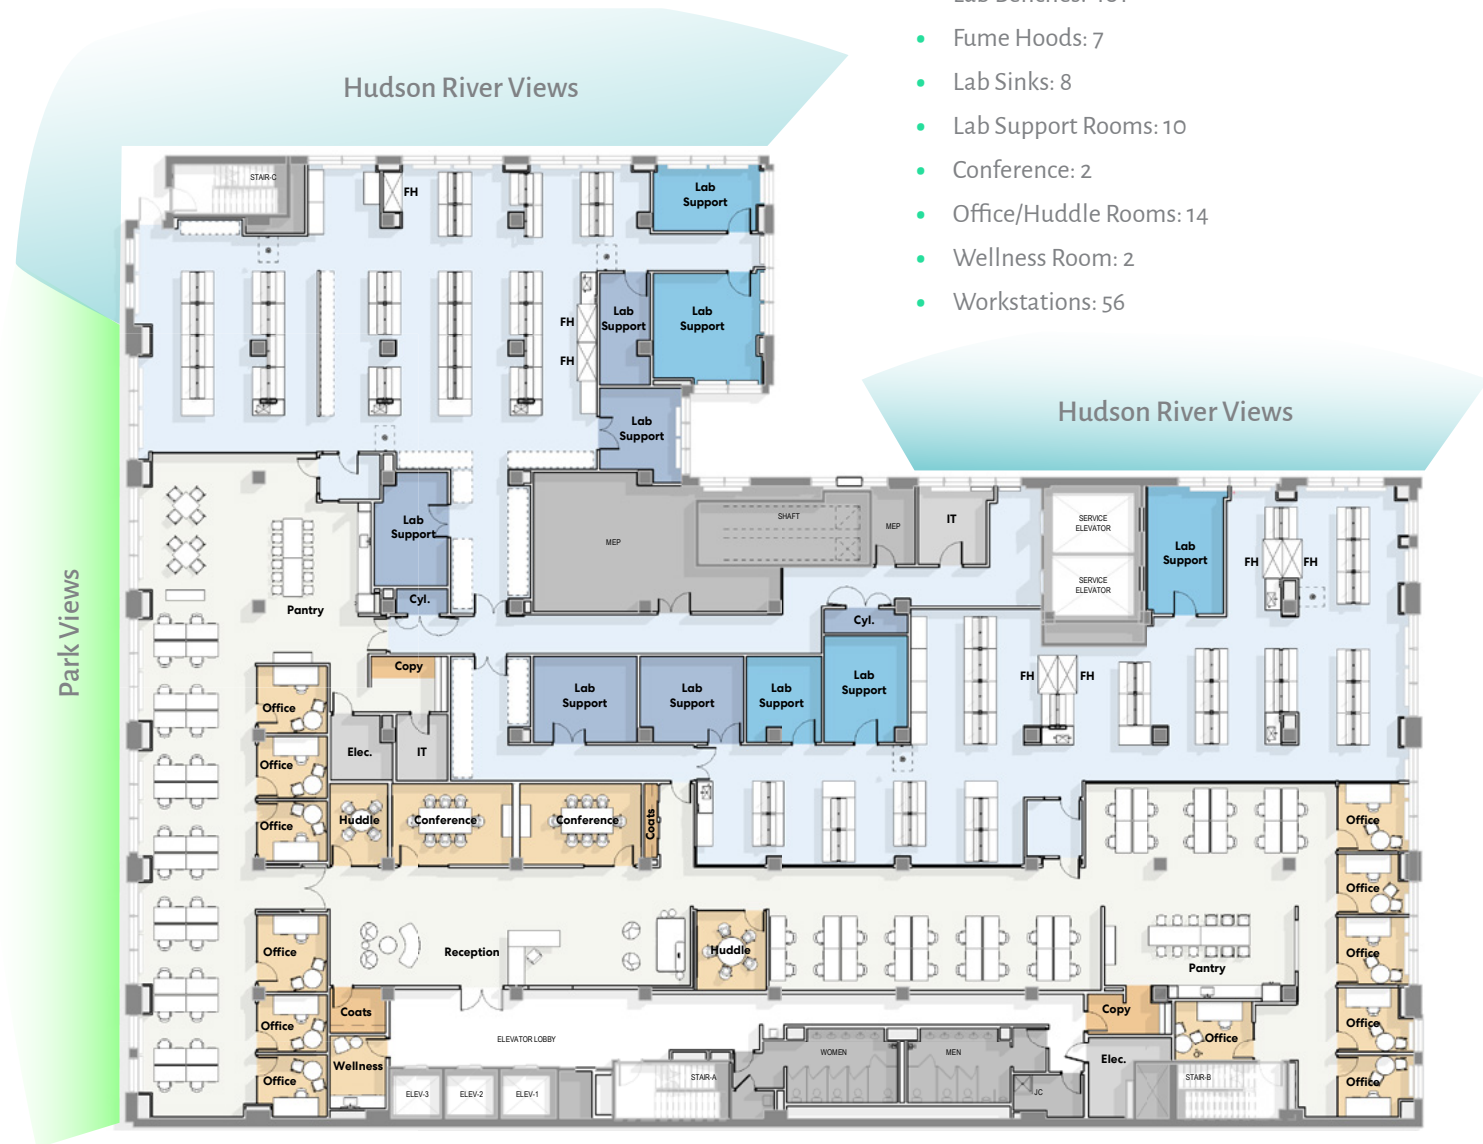 Fume Hoods: 7
Lab Sinks: 8
Lab Support Rooms: 10
Conference: 2
Office/Huddle Rooms: 14
Wellness Room: 2
Workstations: 56
Hudson River Views
Hudson River Views
Park Views
STAIR-C
FH
Lab
Support
FH
FH
Lab
Support
Lab
Support
Lab
Support
Lab
Support
Cyl.
MEP
SHAFT
MEP
IT
SERVICE
ELEVATOR
SERVICE
ELEVATOR
Lab
Support
FH
FH
Pantry
Copy
Cyl.
Lab
Support
Lab
Support
Lab
Support
Lab
Support
FH
FH
Office
Office
Office
Elec.
IT
Huddle
Conference
Conference
Coats
Office
Office
Office
Office
Office
Reception
Huddle
Pantry
Office
Office
Office
Coats
Wellness
ELEVATOR LOBBY
Copy
Office
Elec.
WOMEN
MEN
JC
ELEV-3
ELEV-2
ELEV-1
STAIR-A
STAIR-B